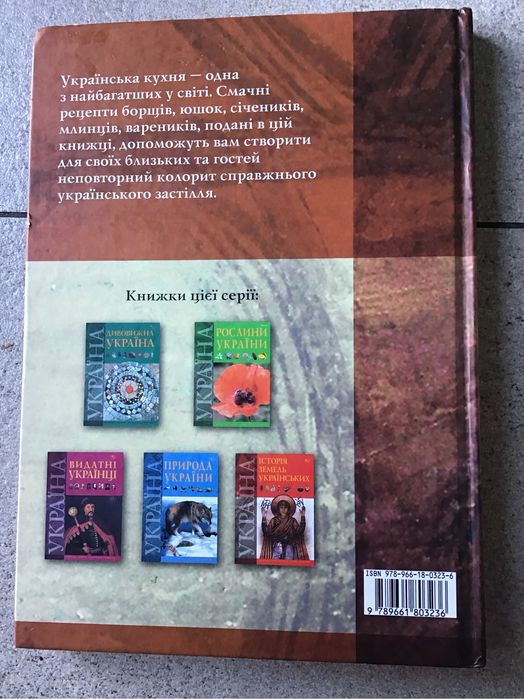 Українська кухня — одна
з найбагатших у світі. Смачні
рецепти борщів, юшок, січеників,
млинців, вареників, подані в цій
книжці, допоможуть вам створити
для своїх близьких та гостей
неповторний колорит справжнього
українського застілля.
Книжки цієї серії:
УКРАЇНА
ДИВОВИЖНА
УКРАЇНА
УКРАЇНА
РОСЛИНИ
УКРАЇНИ
УКРАЇНА
ВИДАТНІ
УКРАЇНЦІ
УКРАЇНА
ПРИРОДА
УКРАЇНИ
УКРАЇНА
ІСТОРІЯ
ЗЕМЕЛЬ
УКРАЇНСЬКИХ
ISBN 978-966-18-0323-6
9 789661 803236